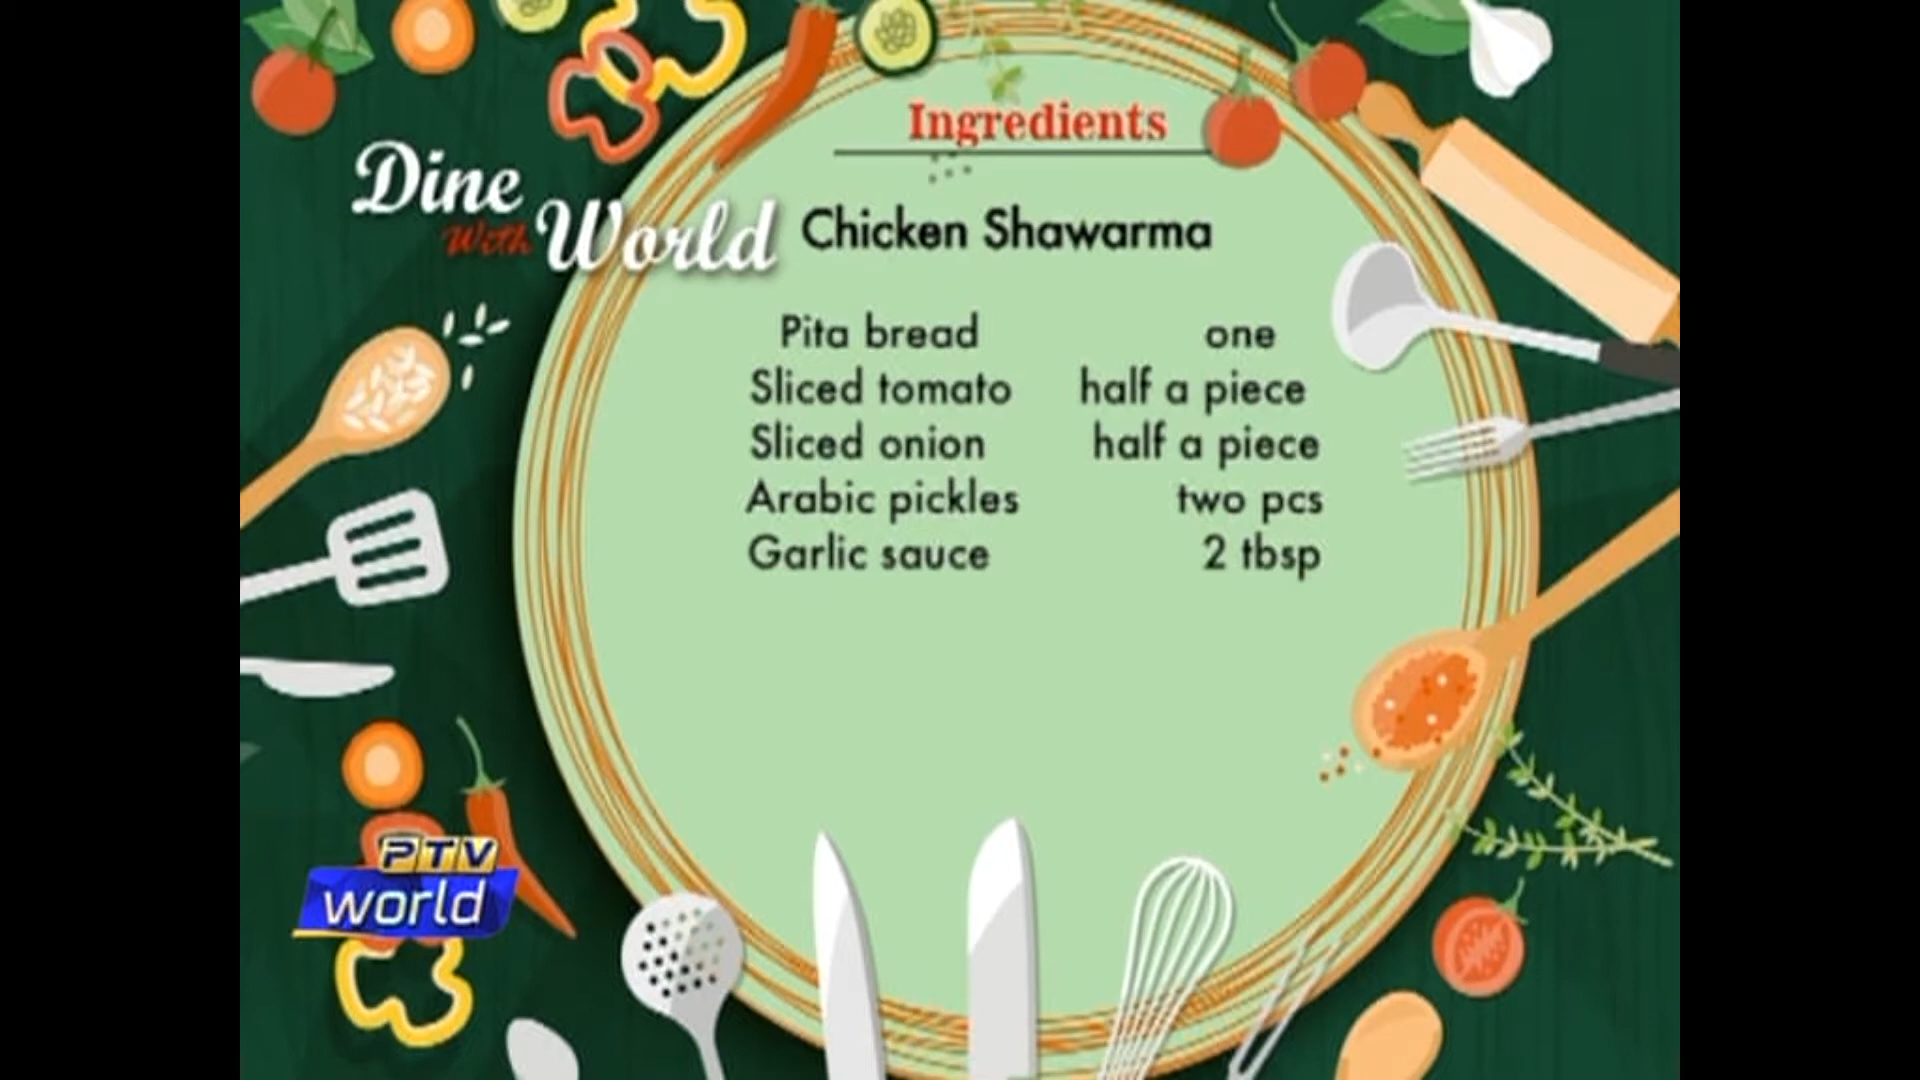 Ingredients
Dine
With World
Chicken Shawarma
Pita bread one
Sliced tomato half a piece
Sliced onion half a piece
Arabic pickles two pcs
Garlic sauce 2 tbsp
PTV
world